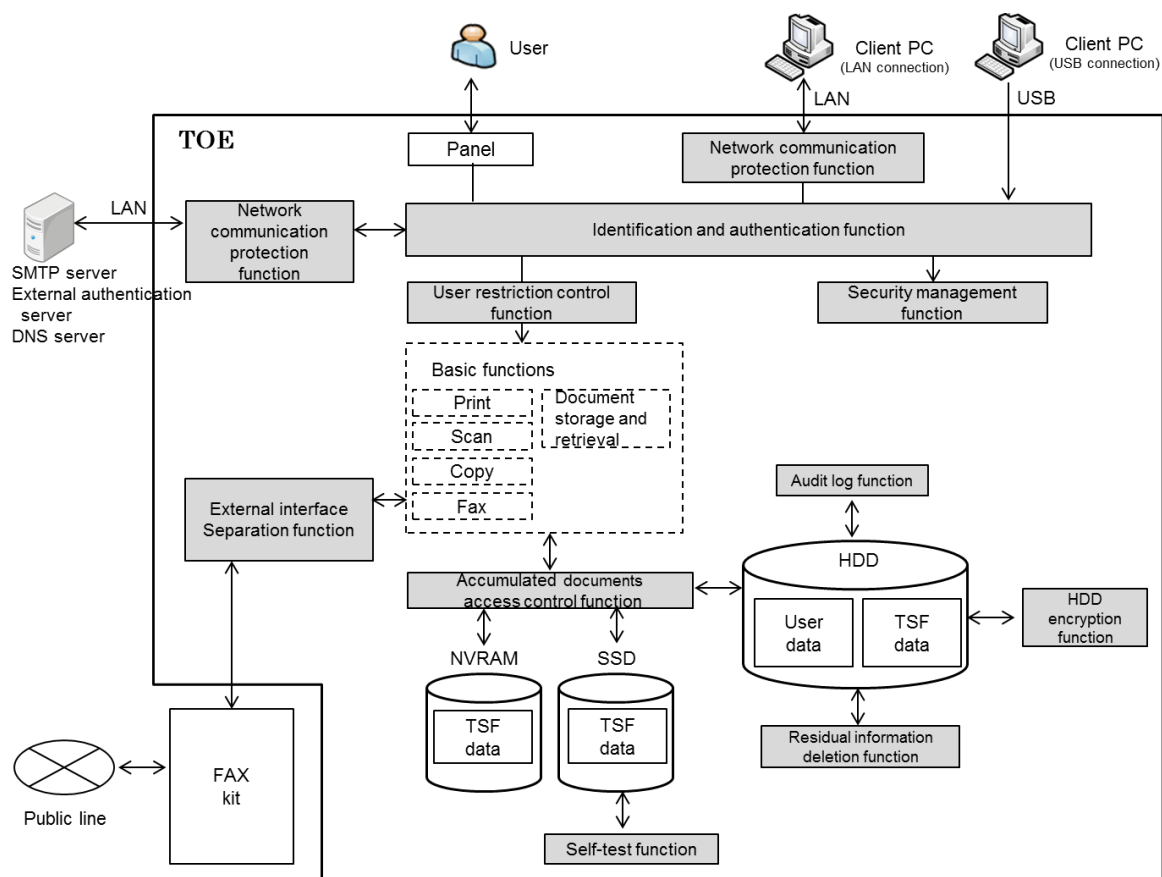 User
Client PC
(LAN connection)
Client PC
(USB connection)
LAN
USB
TOE
Panel
Network communication
protection function
LAN
Network
communication
protection
function
Identification and authentication function
SMTP server
External authentication
server
DNS server
User restriction control
function
Security management
function
Basic functions
Print
Scan
Copy
Fax
Document
storage and
retrieval
External interface
Separation function
Audit log function
HDD
User
data
TSF
data
HDD
encryption
function
Accumulated documents
access control function
NVRAM
TSF
data
SSD
TSF
data
Residual information
deletion function
Self-test function
FAX
kit
Public line